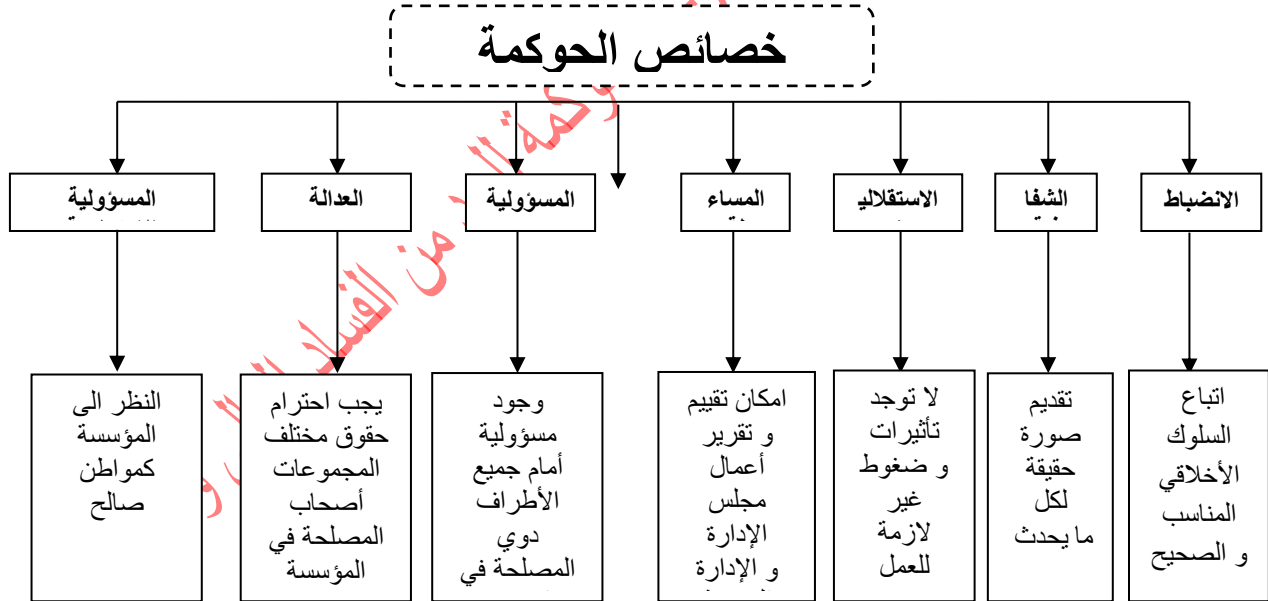 خصائص الحوكمة
الانضباط
الشفا
الاستقلالي
المساء
المسؤولية
العدالة
المسؤولية
اتباع
السلوك
الأخلاقي
المناسب
و الصحيح
تقديم
صورة
حقيقة
لكل
ما يحدث
لا توجد
تأثيرات
و ضغوط
غير
لازمة
للعمل
امكان تقييم
و تقرير
أعمال
مجلس
الإدارة
و الإدارة
وجود
مسؤولية
أمام جميع
الأطراف
دوي
المصلحة في
يجب احترام
حقوق مختلف
المجموعات
أصحاب
المصلحة في
المؤسسة
النظر الى
المؤسسة
كمواطن
صالح
من الفساد